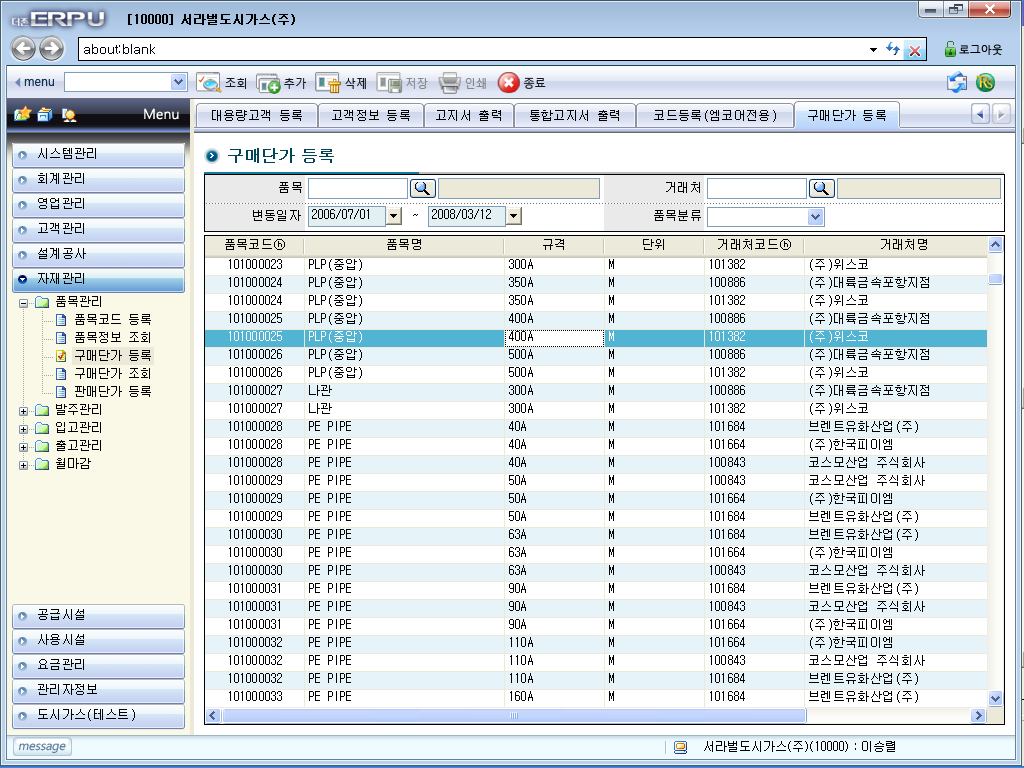 더존 ERPU [10000] 서라벌도시가스(주)
about:blank 로그아웃
menu 조회 추가 삭제 저장 인쇄 종료
Menu 대용량고객 등록 고객정보 등록 고지서 출력 통합고지서 출력 코드등록(엠코어전용) 구매단가 등록
시스템관리
회계관리
영업관리
고객관리
설계공사
자재관리
품목관리
품목코드 등록
품목정보 조회
구매단가 등록
구매단가 조회
판매단가 등록
발주관리
입고관리
출고관리
월마감
공급시설
사용시설
요금관리
관리자정보
도시가스(테스트)
구매단가 등록
품목 거래처
변동일자 2006/07/01 ~ 2008/03/12 품목분류
품목코드ⓗ 품목명 규격 단위 거래처코드ⓗ 거래처명
101000023 PLP(중압) 300A M 101382 (주)위스코
101000024 PLP(중압) 350A M 100886 (주)대륙금속포항지점
101000024 PLP(중압) 350A M 101382 (주)위스코
101000025 PLP(중압) 400A M 100886 (주)대륙금속포항지점
101000025 PLP(중압) 400A M 101382 (주)위스코
101000026 PLP(중압) 500A M 100886 (주)대륙금속포항지점
101000026 PLP(중압) 500A M 101382 (주)위스코
101000027 나관 300A M 100886 (주)대륙금속포항지점
101000027 나관 300A M 101382 (주)위스코
101000028 PE PIPE 40A M 101684 브렌트유화산업(주)
101000028 PE PIPE 40A M 101664 (주)한국피이엠
101000028 PE PIPE 40A M 100843 코스모산업 주식회사
101000029 PE PIPE 50A M 100843 코스모산업 주식회사
101000029 PE PIPE 50A M 101664 (주)한국피이엠
101000029 PE PIPE 50A M 101684 브렌트유화산업(주)
101000030 PE PIPE 63A M 101684 브렌트유화산업(주)
101000030 PE PIPE 63A M 101664 (주)한국피이엠
101000030 PE PIPE 63A M 100843 코스모산업 주식회사
101000031 PE PIPE 90A M 101684 브렌트유화산업(주)
101000031 PE PIPE 90A M 100843 코스모산업 주식회사
101000031 PE PIPE 90A M 101664 (주)한국피이엠
101000032 PE PIPE 110A M 101664 (주)한국피이엠
101000032 PE PIPE 110A M 100843 코스모산업 주식회사
101000032 PE PIPE 110A M 101684 브렌트유화산업(주)
101000033 PE PIPE 160A M 101684 브렌트유화산업(주)
message 서라벌도시가스(주)(10000) : 이승렬